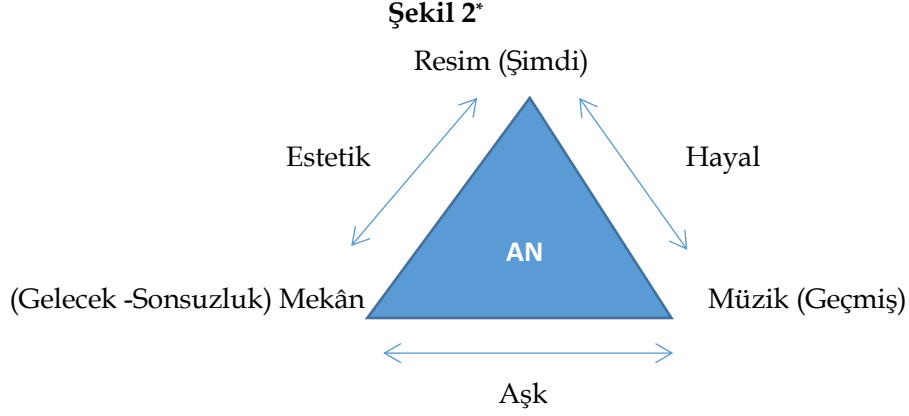 Şekil 2*
Resim (Şimdi)
Estetik
Hayal
AN
(Gelecek -Sonsuzluk) Mekân
Müzik (Geçmiş)
Aşk